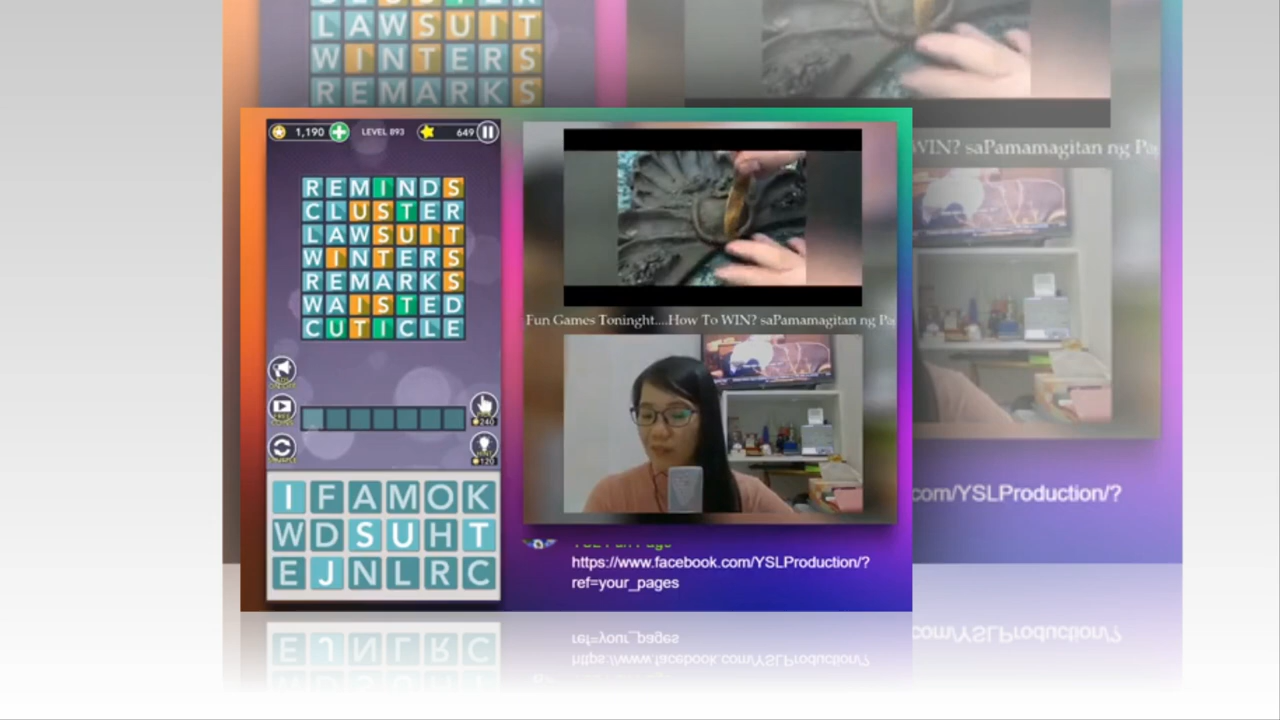 LAWSUIT
WINTERS
REMARKS
1,190
LEVEL 893
649
REMINDS
CLUSTER
LAWSUIT
WINTERS
REMARKS
WAISTED
CUTICLE
240
120
IFAMOK
WDSUHT
EJNLRC
Fun Games Toninght....How To WIN? saPamamagitan ng Pa
https://www.facebook.com/YSLProduction/?
ref=your_pages
WIN? saPamamagitan ng Pa
com/YSLProduction/?